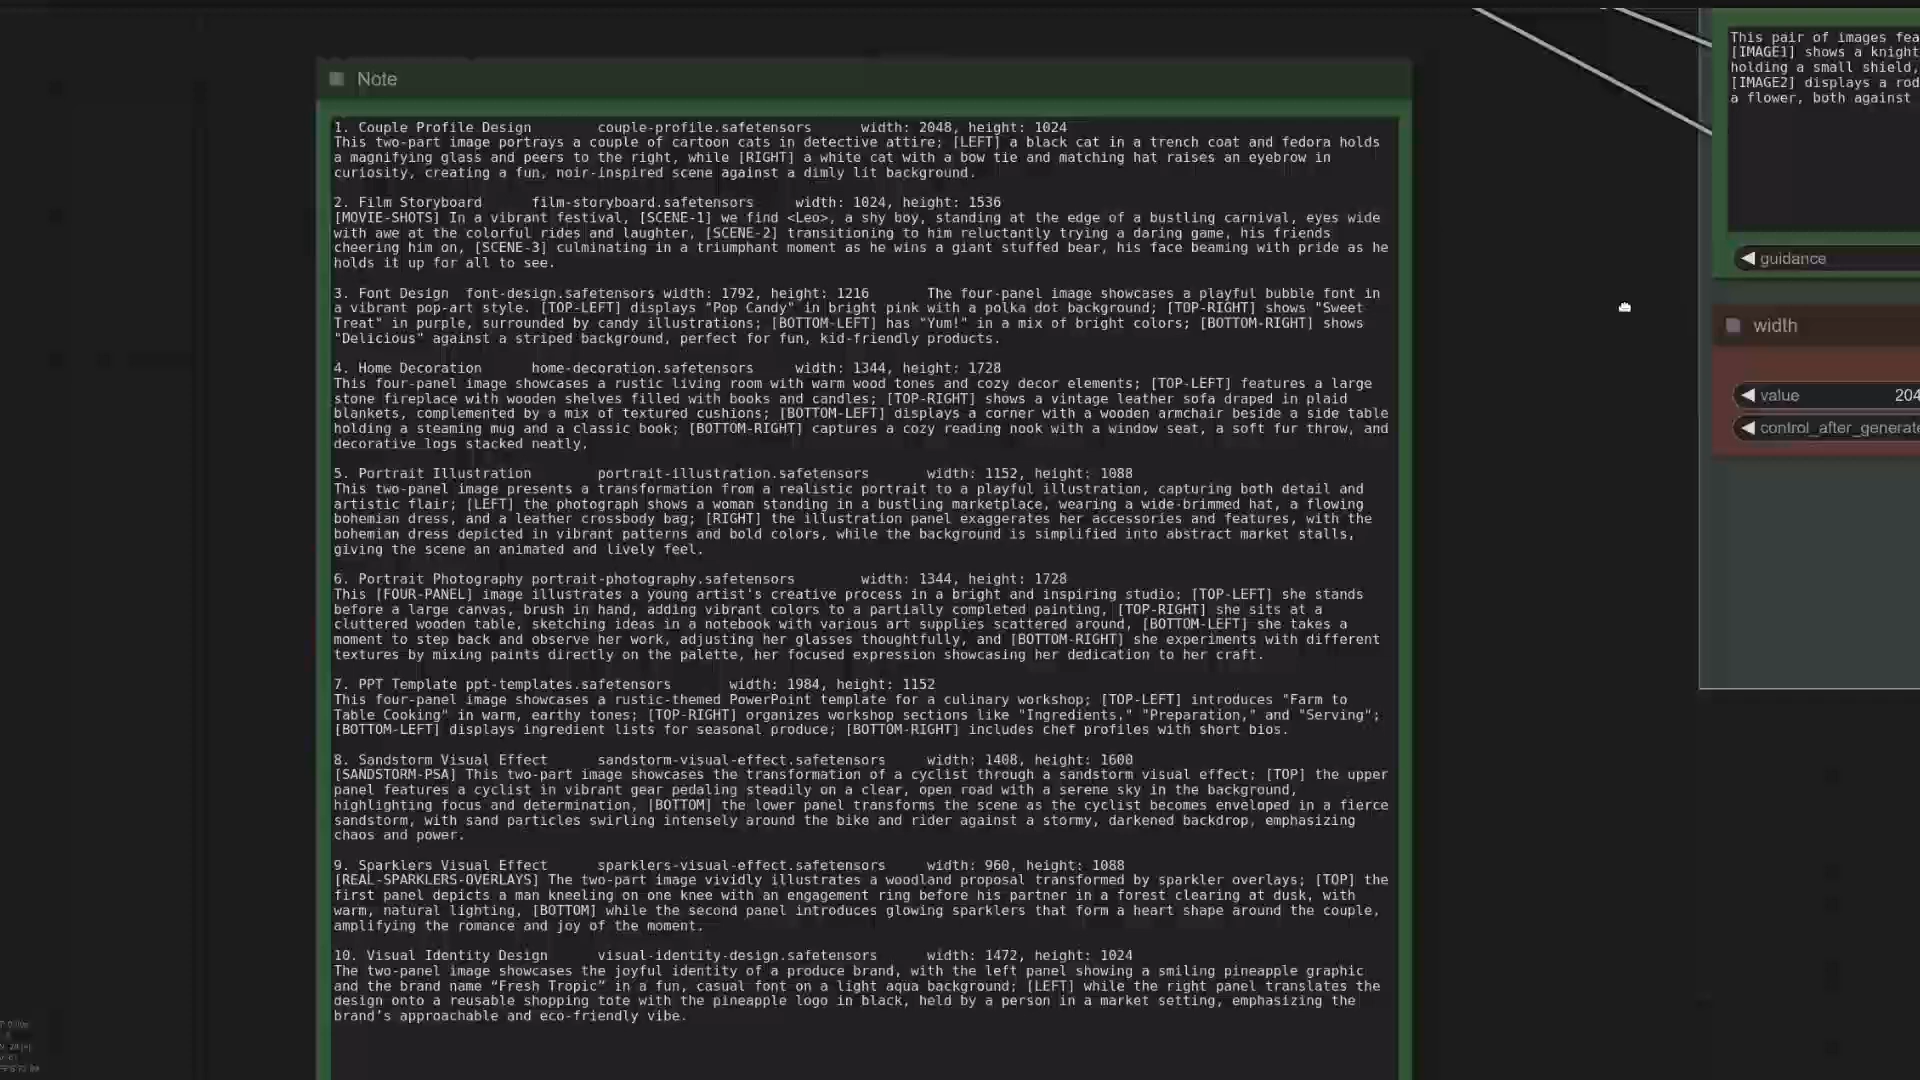 Note
1. Couple Profile Design couple-profile.safetensors width: 2048, height: 1024
This two-part image portrays a couple of cartoon cats in detective attire; [LEFT] a black cat in a trench coat and fedora holds
a magnifying glass and peers to the right, while [RIGHT] a white cat with a bow tie and matching hat raises an eyebrow in
curiosity, creating a fun, noir-inspired scene against a dimly lit background.
2. Film Storyboard film-storyboard.safetensors width: 1024, height: 1536
[MOVIE-SHOTS] In a vibrant festival, [SCENE-1] we find <Leo>, a shy boy, standing at the edge of a bustling carnival, eyes wide
with awe at the colorful rides and laughter, [SCENE-2] transitioning to him reluctantly trying a daring game, his friends
cheering him on, [SCENE-3] culminating in a triumphant moment as he wins a giant stuffed bear, his face beaming with pride as he
holds it up for all to see.
3. Font Design font-design.safetensors width: 1792, height: 1216 The four-panel image showcases a playful bubble font in
a vibrant pop-art style. [TOP-LEFT] displays "Pop Candy" in bright pink with a polka dot background; [TOP-RIGHT] shows "Sweet
Treat" in purple, surrounded by candy illustrations; [BOTTOM-LEFT] has "Yum!" in a mix of bright colors; [BOTTOM-RIGHT] shows
"Delicious" against a striped background, perfect for fun, kid-friendly products.
4. Home Decoration home-decoration.safetensors width: 1344, height: 1728
This four-panel image showcases a rustic living room with warm wood tones and cozy decor elements; [TOP-LEFT] features a large
stone fireplace with wooden shelves filled with books and candles; [TOP-RIGHT] shows a vintage leather sofa draped in plaid
blankets, complemented by a mix of textured cushions; [BOTTOM-LEFT] displays a corner with a wooden armchair beside a side table
holding a steaming mug and a classic book; [BOTTOM-RIGHT] captures a cozy reading nook with a window seat, a soft fur throw, and
decorative logs stacked neatly.
5. Portrait Illustration portrait-illustration.safetensors width: 1152, height: 1088
This two-panel image presents a transformation from a realistic portrait to a playful illustration, capturing both detail and
artistic flair; [LEFT] the photograph shows a woman standing in a bustling marketplace, wearing a wide-brimmed hat, a flowing
bohemian dress, and a leather crossbody bag; [RIGHT] the illustration panel exaggerates her accessories and features, with the
bohemian dress depicted in vibrant patterns and bold colors, while the background is simplified into abstract market stalls,
giving the scene an animated and lively feel.
6. Portrait Photography portrait-photography.safetensors width: 1344, height: 1728
This [FOUR-PANEL] image illustrates a young artist's creative process in a bright and inspiring studio; [TOP-LEFT] she stands
before a large canvas, brush in hand, adding vibrant colors to a partially completed painting, [TOP-RIGHT] she sits at a
cluttered wooden table, sketching ideas in a notebook with various art supplies scattered around, [BOTTOM-LEFT] she takes a
moment to step back and observe her work, adjusting her glasses thoughtfully, and [BOTTOM-RIGHT] she experiments with different
textures by mixing paints directly on the palette, her focused expression showcasing her dedication to her craft.
7. PPT Template ppt-templates.safetensors width: 1984, height: 1152
This four-panel image showcases a rustic-themed PowerPoint template for a culinary workshop; [TOP-LEFT] introduces "Farm to
Table Cooking" in warm, earthy tones; [TOP-RIGHT] organizes workshop sections like "Ingredients," "Preparation," and "Serving";
[BOTTOM-LEFT] displays ingredient lists for seasonal produce; [BOTTOM-RIGHT] includes chef profiles with short bios.
8. Sandstorm Visual Effect sandstorm-visual-effect.safetensors width: 1408, height: 1600
[SANDSTORM-PSA] This two-part image showcases the transformation of a cyclist through a sandstorm visual effect; [TOP] the upper
panel features a cyclist in vibrant gear pedaling steadily on a clear, open road with a serene sky in the background,
highlighting focus and determination, [BOTTOM] the lower panel transforms the scene as the cyclist becomes enveloped in a fierce
sandstorm, with sand particles swirling intensely around the bike and rider against a stormy, darkened backdrop, emphasizing
chaos and power.
9. Sparklers Visual Effect sparklers-visual-effect.safetensors width: 960, height: 1088
[REAL-SPARKLERS-OVERLAYS] The two-part image vividly illustrates a woodland proposal transformed by sparkler overlays; [TOP] the
first panel depicts a man kneeling on one knee with an engagement ring before his partner in a forest clearing at dusk, with
warm, natural lighting, [BOTTOM] while the second panel introduces glowing sparklers that form a heart shape around the couple,
amplifying the romance and joy of the moment.
10. Visual Identity Design visual-identity-design.safetensors width: 1472, height: 1024
The two-panel image showcases the joyful identity of a produce brand, with the left panel showing a smiling pineapple graphic
and the brand name “Fresh Tropic” in a fun, casual font on a light aqua background; [LEFT] while the right panel translates the
design onto a reusable shopping tote with the pineapple logo in black, held by a person in a market setting, emphasizing the
brand’s approachable and eco-friendly vibe.
This pair of images fea
[IMAGE1] shows a knight
holding a small shield,
[IMAGE2] displays a rod
a flower, both against
guidance
width
value 204
control_after_generate